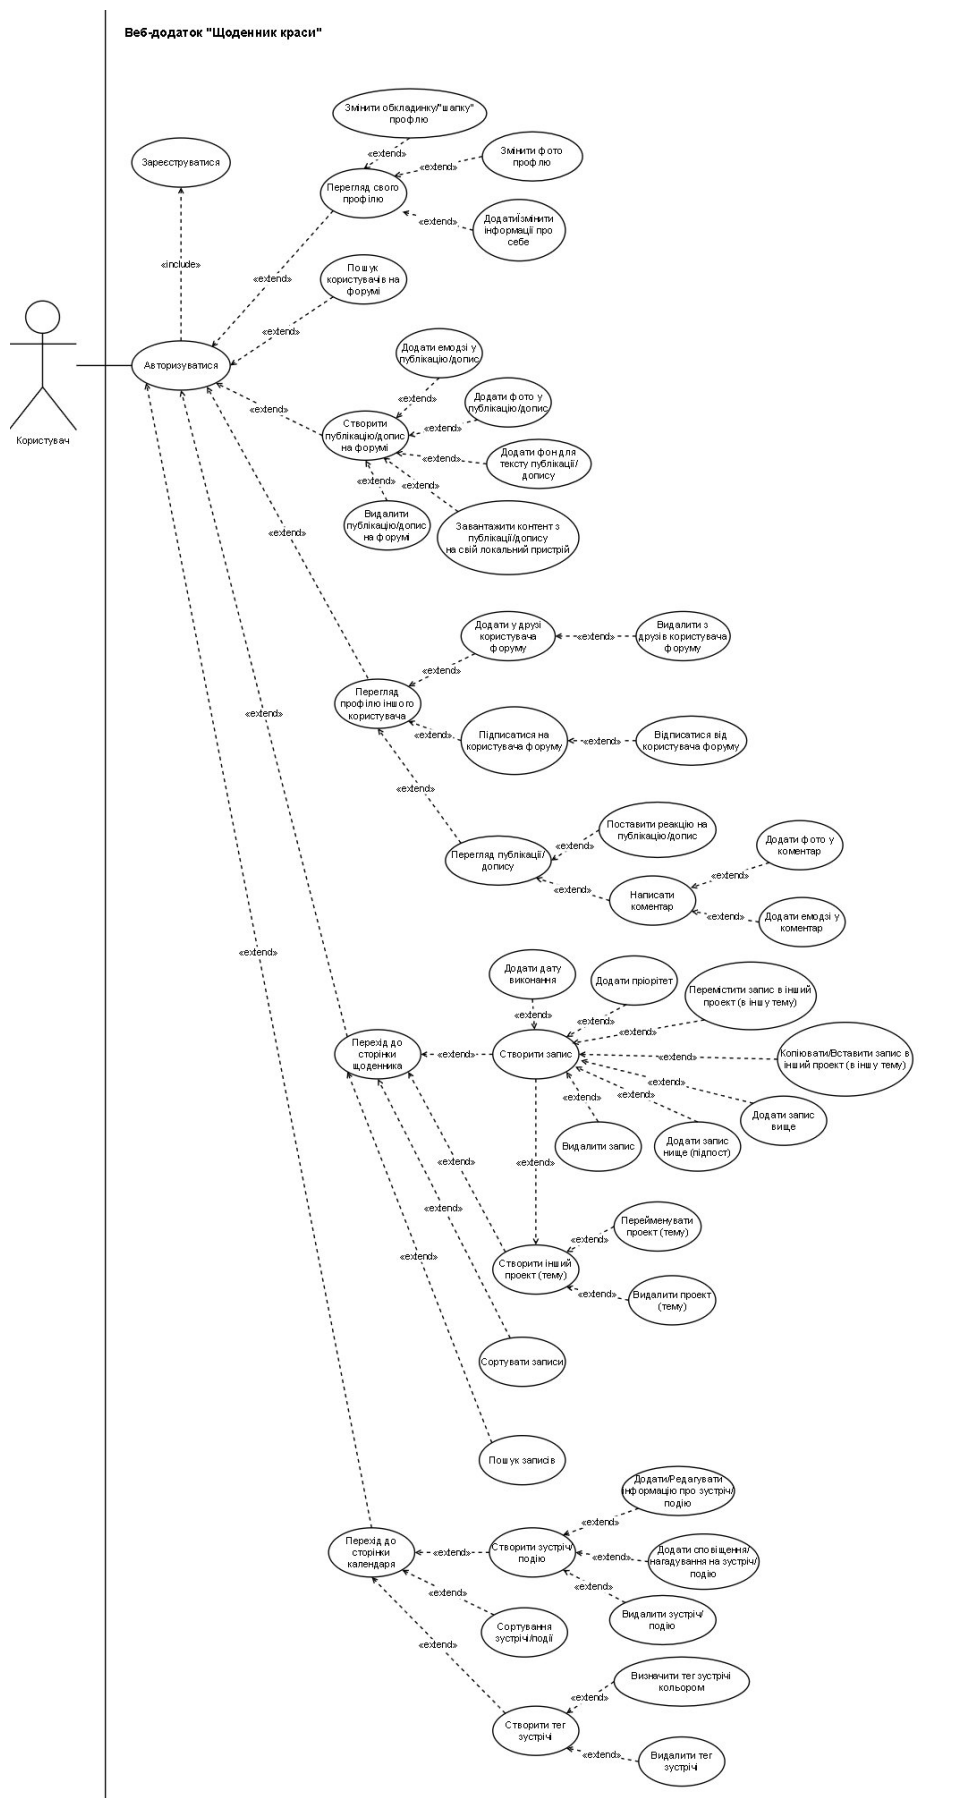 Веб-додаток "Щоденник краси"
Змінити обкладинку/"шапку"
профлю
«extend»
Змінити фото
профлю
«extend»
Зареєструватися
Перегляд свого
профілю
«extend»
Додати/змінити
інформації про
себе
«include»
«extend»
Пошук
користувачів на
форумі
«extend»
Авторизуватися
Користувач
Додати емодзі у
публікацію/допис
«extend»
Додати фото у
публікацію/допис
«extend»
«extend»
Створити
публікацію/допис
на форумі
«extend»
Додати фон для
тексту публікації/
допису
«extend»
«extend»
Видалити
публікацію/допис
на форумі
Завантажити контент з
публікації/допису
на свій локальний пристрій
«extend»
Додати у друзі
користувача
форуму
«extend»
Видалити з
друзів користувача
форуму
«extend»
Перегляд
профілю іншого
користувача
«extend»
Підписатися на
користувача форуму
«extend»
Відписатися від
користувача форуму
«extend»
«extend»
Поставити реакцію на
публікацію/допис
«extend»
Перегляд публікації/
допису
Додати фото у
коментар
«extend»
«extend»
Написати
коментар
«extend»
Додати емодзі у
коментар
«extend»
Додати дату
виконання
Додати пріорітет
Перемістити запис в інший
проект (в іншу тему)
«extend»
«extend»
«extend»
Перехід до
сторінки
щоденника
«extend»
Створити запис
«extend»
Копіювати/Вставити запис в
інший проект (в іншу тему)
«extend»
«extend»
«extend»
Додати запис
вище
Видалити запис
Додати запис
нище (підпост)
«extend»
«extend»
«extend»
Перейменувати
проект (тему)
«extend»
«extend»
Створити інший
проект (тему)
«extend»
Видалити проект
(тему)
Сортувати записи
Пошук записів
Додати/Редагувати
інформацію про зустріч/
подію
«extend»
Перехід до
сторінки
календаря
«extend»
Створити зустріч/
подію
«extend»
Додати сповіщення/
нагадування на зустріч/
подію
«extend»
«extend»
Видалити зустріч/
подію
Сортування
зустрічі/події
«extend»
Визначити тег зустрічі
кольором
«extend»
Створити тег
зустрічі
«extend»
Видалити тег
зустрічі